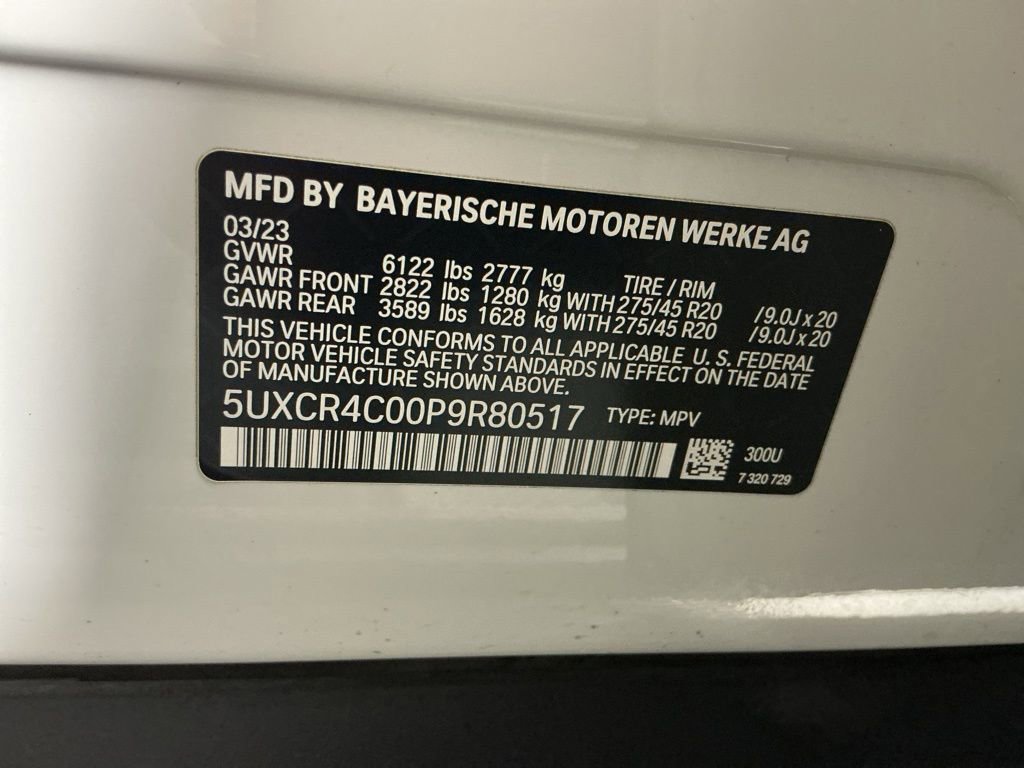 MFD BY BAYERISCHE MOTOREN WERKE AG
03/23
GVWR 6122 lbs 2777 kg TIRE / RIM
GAWR FRONT 2822 lbs 1280 kg WITH 275/45 R20 / 9.0J x 20
GAWR REAR 3589 lbs 1628 kg WITH 275/45 R20 / 9.0J x 20
THIS VEHICLE CONFORMS TO ALL APPLICABLE U. S. FEDERAL
MOTOR VEHICLE SAFETY STANDARDS IN EFFECT ON THE DATE
OF MANUFACTURE SHOWN ABOVE.
5UXCR4C00P9R80517 TYPE: MPV
300U
7 320 729